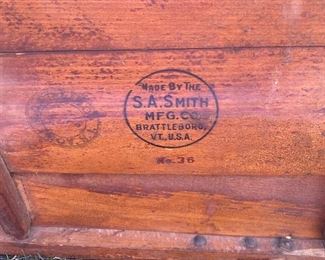 MADE BY THE
S.A. SMITH
MFG. CO.
BRATTLEBORO,
VT., U.S.A.
No. 36